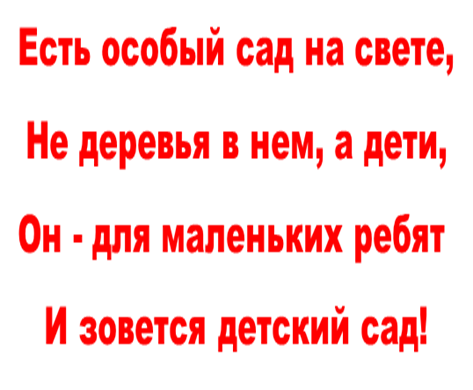 Есть особый сад на свете,
Не деревья в нем, а дети,
Он - для маленьких ребят
И зовется детский сад!